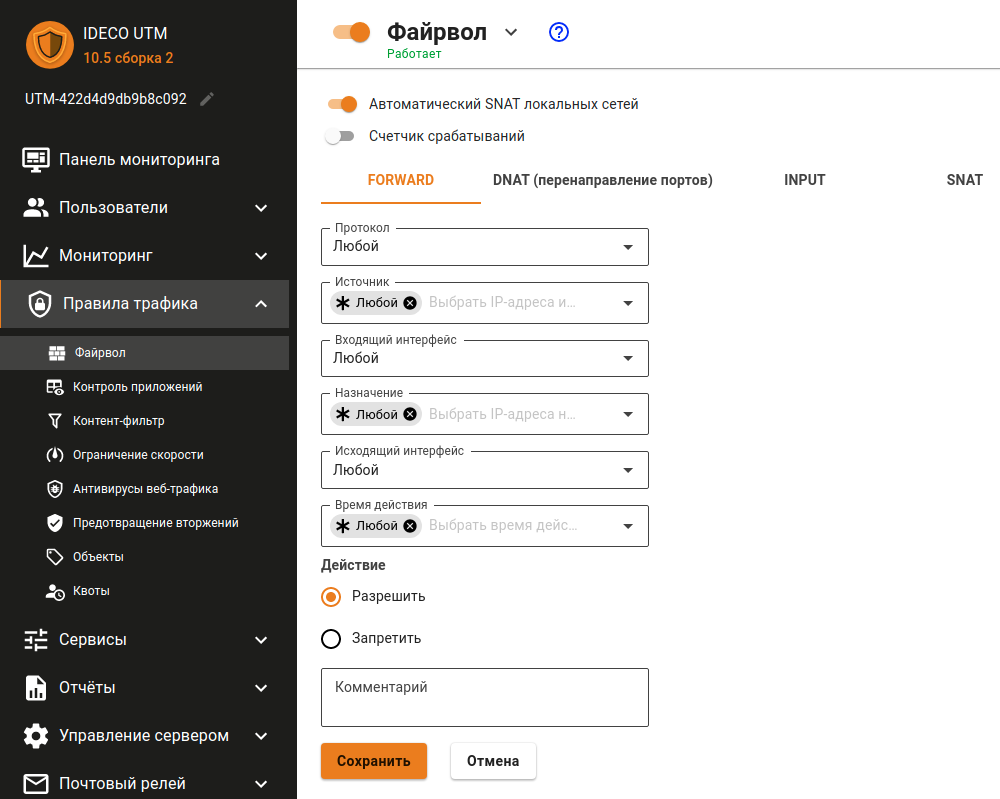 IDECO UTM
10.5 сборка 2
UTM-422d4d9db9b8c092
Панель мониторинга
Пользователи
Мониторинг
Правила трафика
Файрвол
Контроль приложений
Контент-фильтр
Ограничение скорости
Антивирусы веб-трафика
Предотвращение вторжений
Объекты
Квоты
Сервисы
Отчёты
Управление сервером
Почтовый релей
Файрвол
Работает
Автоматический SNAT локальных сетей
Счетчик срабатываний
FORWARD DNAT (перенаправление портов) INPUT SNAT
Протокол
Любой
Источник
Любой Выбрать IP-адреса и...
Входящий интерфейс
Любой
Назначение
Любой Выбрать IP-адреса н...
Исходящий интерфейс
Любой
Время действия
Любой Выбрать время дейс...
Действие
Разрешить
Запретить
Комментарий
Сохранить Отмена